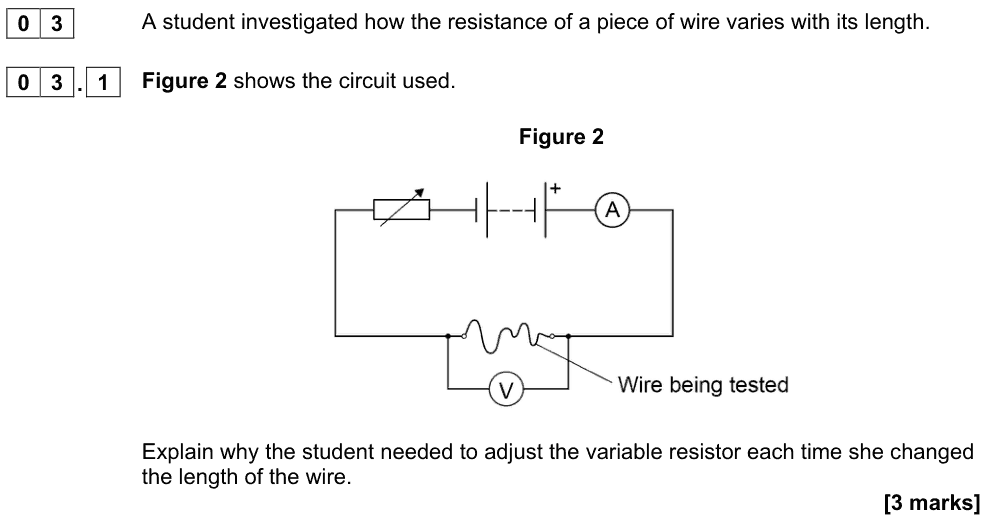 0 3 A student investigated how the resistance of a piece of wire varies with its length.
0 3 . 1 Figure 2 shows the circuit used.
Figure 2
+
A
V
Wire being tested
Explain why the student needed to adjust the variable resistor each time she changed
the length of the wire.
[3 marks]